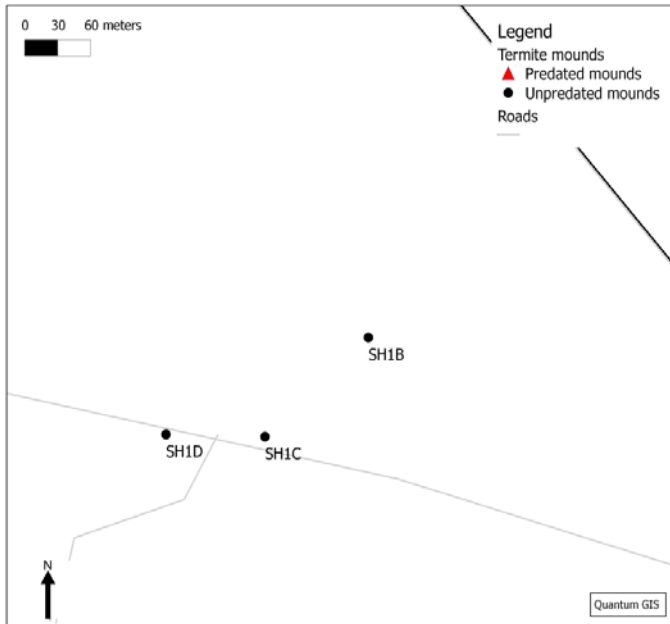 0 30 60 meters
Legend
Termite mounds
Predated mounds
Unpredated mounds
Roads
SH1B
SH1D
SH1C
N
Quantum GIS